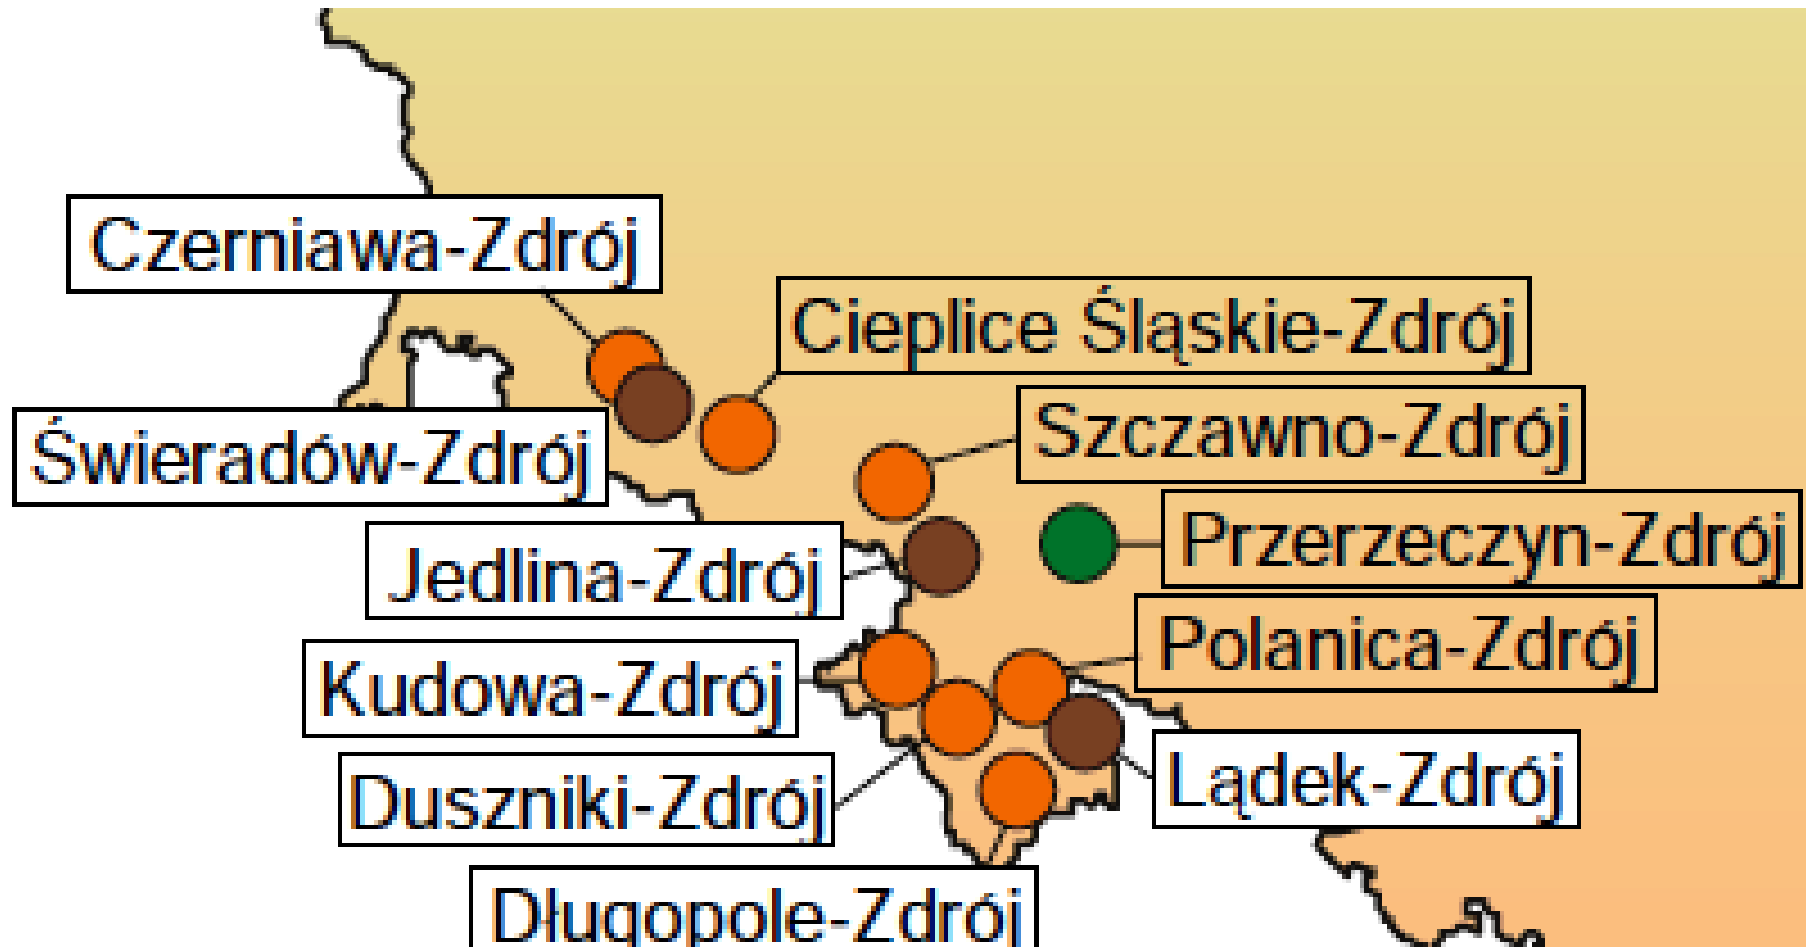 Czerniawa-Zdrój
Cieplice Śląskie-Zdrój
Szczawno-Zdrój
Świeradów-Zdrój
Przerzeczyn-Zdrój
Jedlina-Zdrój
Polanica-Zdrój
Kudowa-Zdrój
Lądek-Zdrój
Duszniki-Zdrój
Długopole-Zdrój